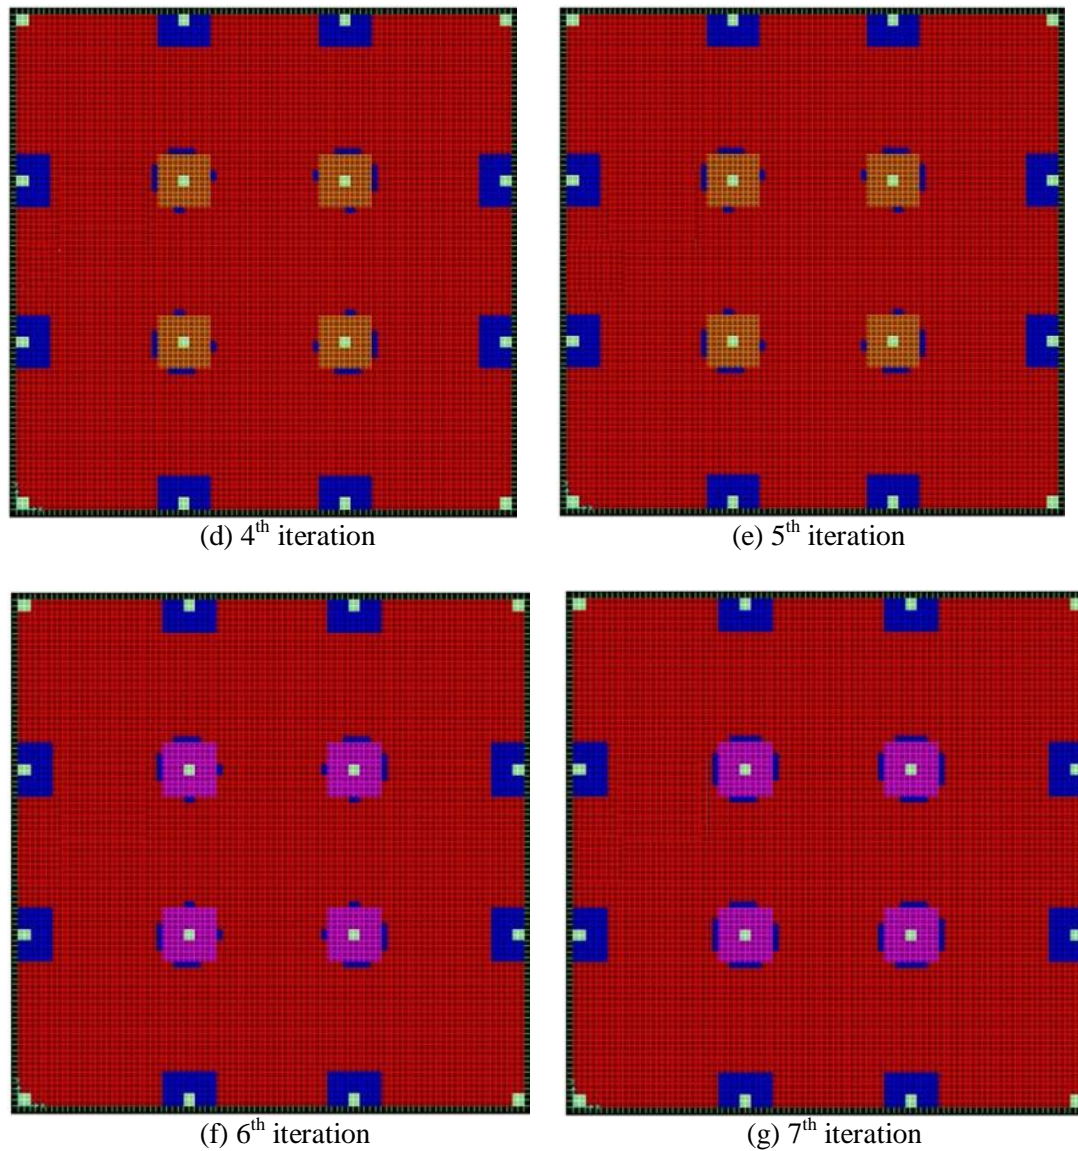 (d) 4th iteration
(e) 5th iteration
(f) 6th iteration
(g) 7th iteration